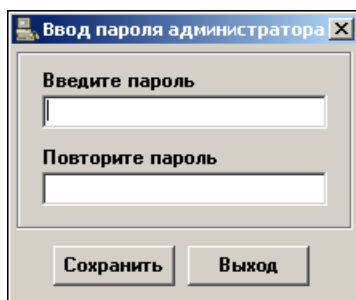 Ввод пароля администратора
Введите пароль
Повторите пароль
Сохранить Выход